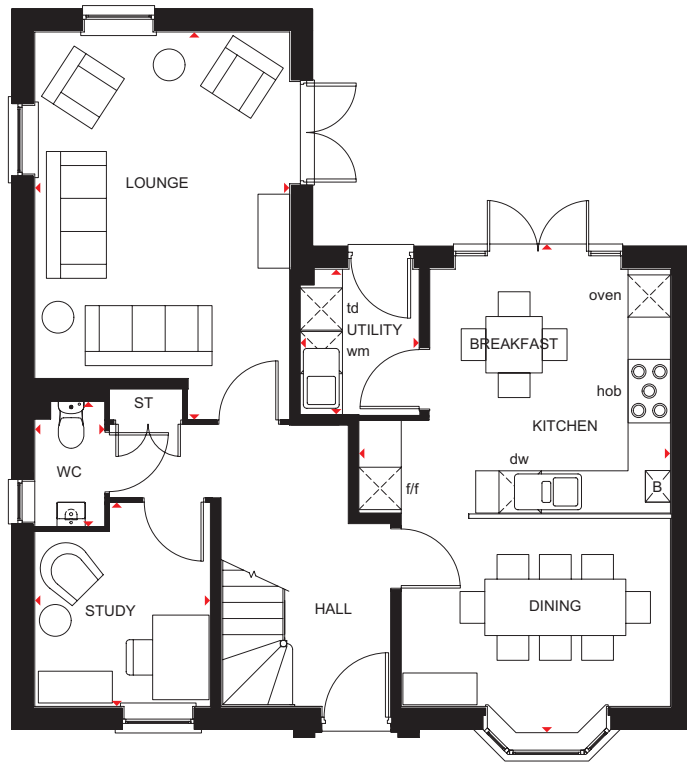 LOUNGE
td
UTILITY
wm
oven
BREAKFAST
hob
ST
KITCHEN
WC
dw
f/f
B
STUDY
HALL
DINING